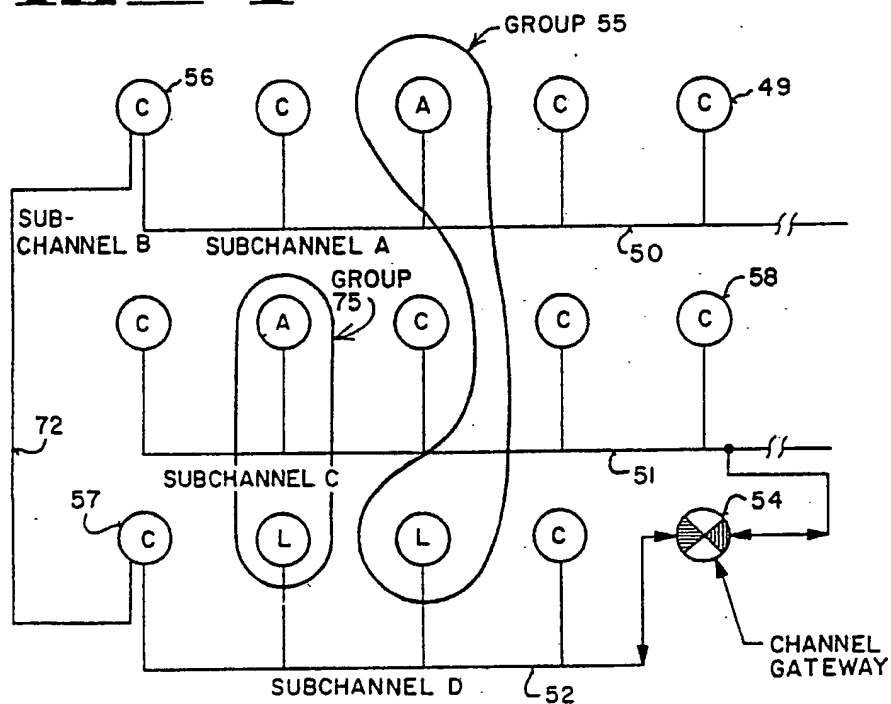 GROUP 55
56
C
C
A
C
C
49
SUB-
CHANNEL B
SUBCHANNEL A
50
GROUP
75
58
C
A
C
C
C
72
SUBCHANNEL C
51
57
54
C
L
L
C
CHANNEL
GATEWAY
SUBCHANNEL D
52